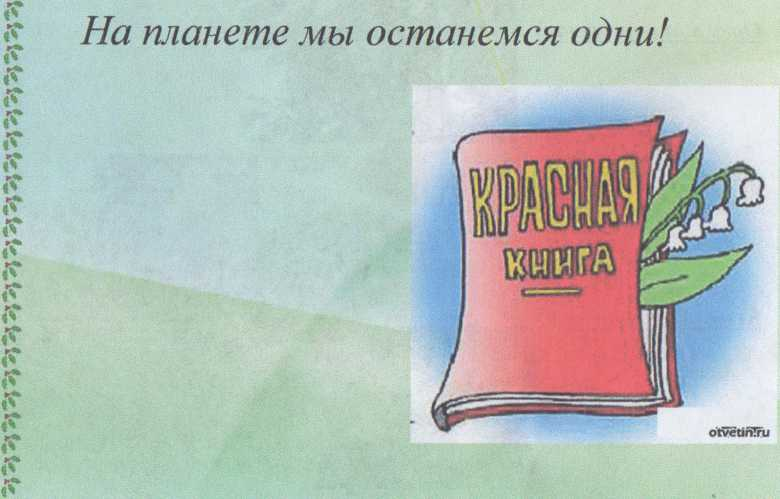 На планете мы останемся одни!
КРАСНАЯ
КНИГА
otvetin.ru